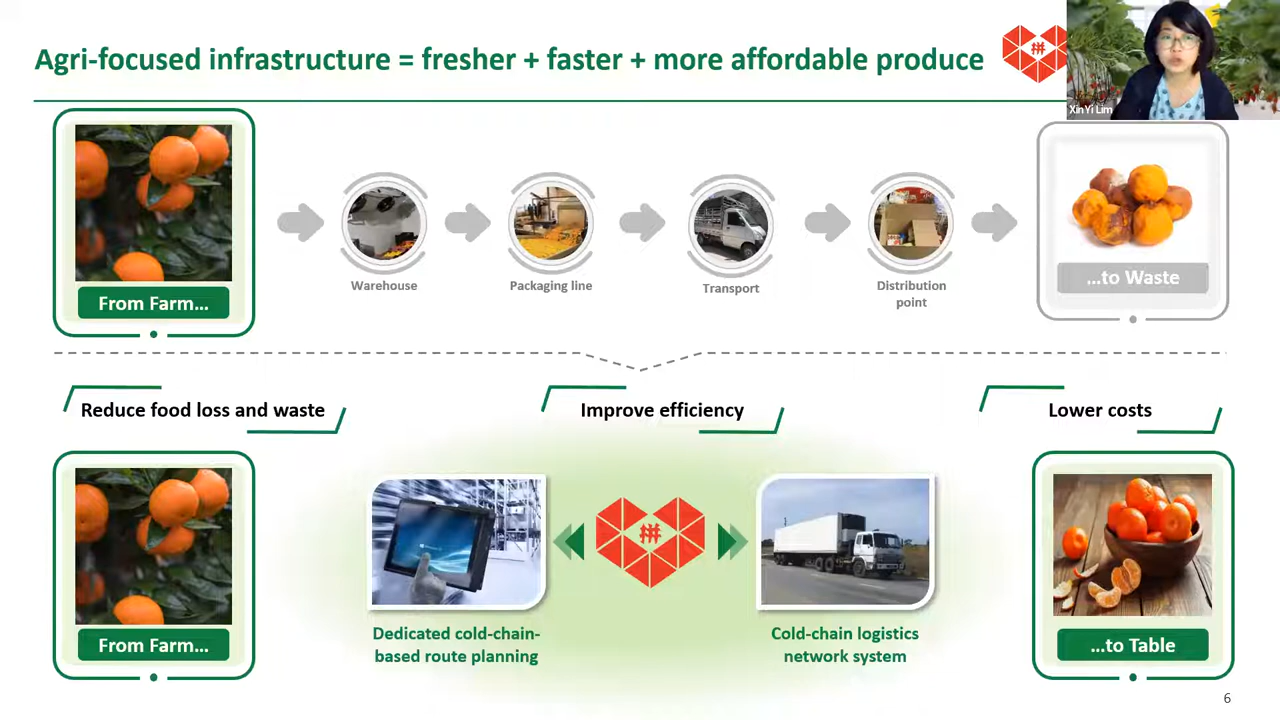 Agri-focused infrastructure = fresher + faster + more affordable produce
拼
XinYi Lim
From Farm...
Warehouse
Packaging line
Transport
Distribution
point
...to Waste
Reduce food loss and waste
Improve efficiency
Lower costs
From Farm...
拼
Dedicated cold-chain-
based route planning
Cold-chain logistics
network system
...to Table
6